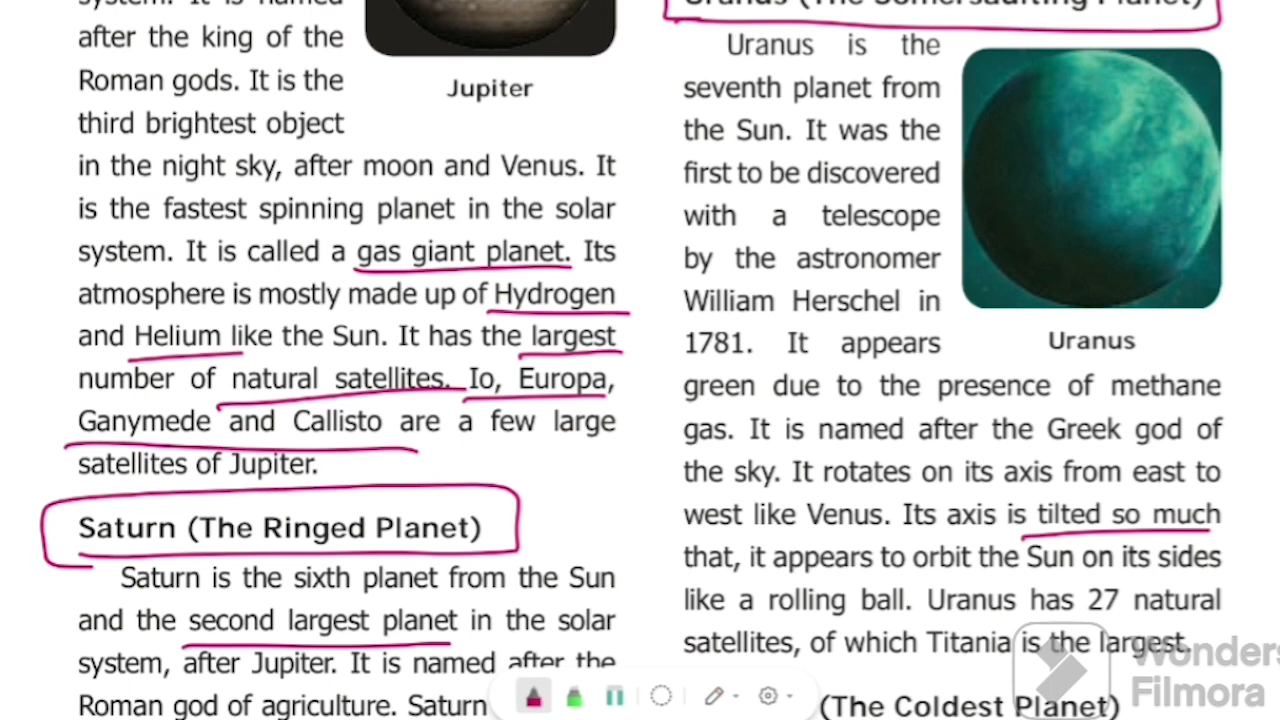 system. It is named
after the king of the
Roman gods. It is the
third brightest object
Jupiter
in the night sky, after moon and Venus. It
is the fastest spinning planet in the solar
system. It is called a gas giant planet. Its
atmosphere is mostly made up of Hydrogen
and Helium like the Sun. It has the largest
number of natural satellites. Io, Europa,
Ganymede and Callisto are a few large
satellites of Jupiter.
Saturn (The Ringed Planet)
Saturn is the sixth planet from the Sun
and the second largest planet in the solar
system, after Jupiter. It is named after the
Roman god of agriculture. Saturn
Uranus (The Somersaulting Planet)
Uranus is the
seventh planet from
the Sun. It was the
first to be discovered
with a telescope
by the astronomer
William Herschel in
1781. It appears
Uranus
green due to the presence of methane
gas. It is named after the Greek god of
the sky. It rotates on its axis from east to
west like Venus. Its axis is tilted so much
that, it appears to orbit the Sun on its sides
like a rolling ball. Uranus has 27 natural
satellites, of which Titania is the largest.
(The Coldest Planet)
Wonders
Filmora